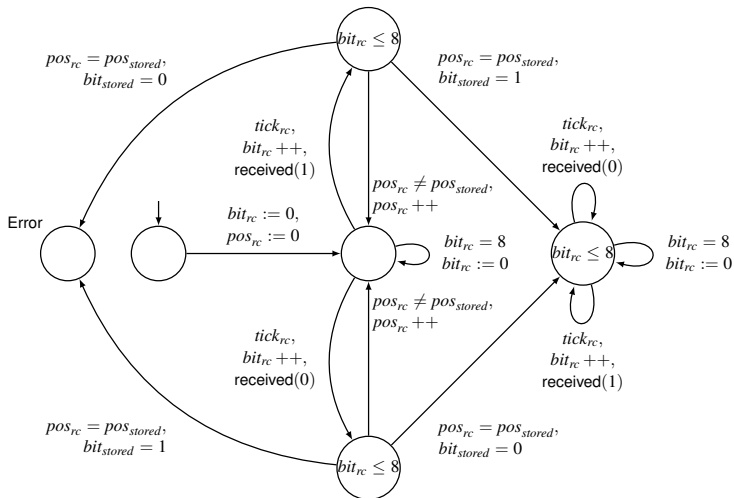 bit_rc ≤ 8
pos_rc = pos_stored,
bit_stored = 0
pos_rc = pos_stored,
bit_stored = 1
tick_rc,
bit_rc ++,
received(1)
tick_rc,
bit_rc ++,
received(0)
pos_rc ≠ pos_stored,
pos_rc ++
Error
bit_rc := 0,
pos_rc := 0
bit_rc = 8
bit_rc := 0
bit_rc ≤ 8
bit_rc = 8
bit_rc := 0
pos_rc ≠ pos_stored,
pos_rc ++
tick_rc,
bit_rc ++,
received(0)
tick_rc,
bit_rc ++,
received(1)
pos_rc = pos_stored,
bit_stored = 1
pos_rc = pos_stored,
bit_stored = 0
bit_rc ≤ 8